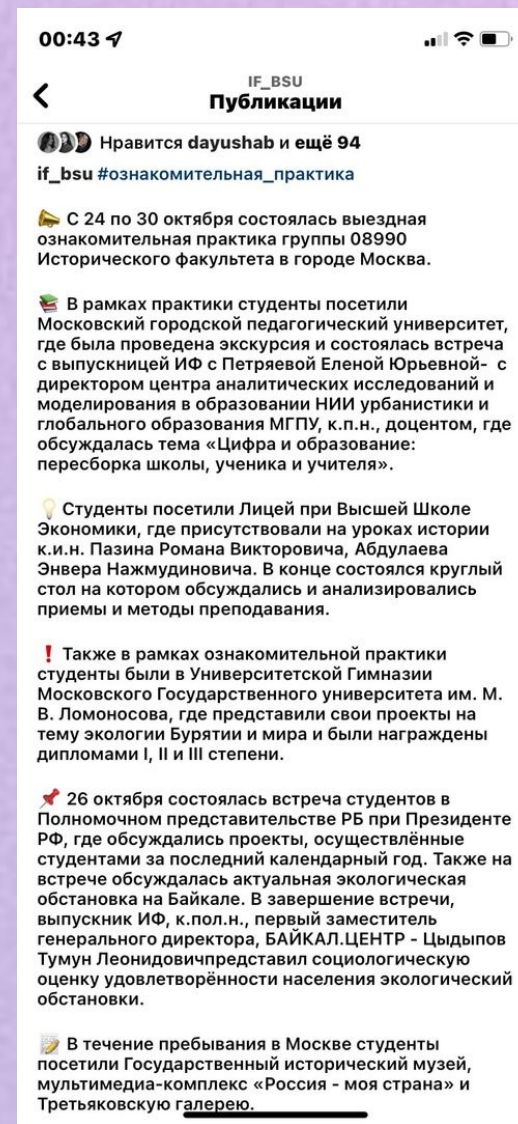 00:43
IF_BSU
Публикации
Нравится dayushab и ещё 94
if_bsu #ознакомительная_практика
С 24 по 30 октября состоялась выездная
ознакомительная практика группы 08990
Исторического факультета в городе Москва.
В рамках практики студенты посетили
Московский городской педагогический университет,
где была проведена экскурсия и состоялась встреча
с выпускницей ИФ с Петряевой Еленой Юрьевной- с
директором центра аналитических исследований и
моделирования в образовании НИИ урбанистики и
глобального образования МГПУ, к.п.н., доцентом, где
обсуждалась тема «Цифра и образование:
пересборка школы, ученика и учителя».
Студенты посетили Лицей при Высшей Школе
Экономики, где присутствовали на уроках истории
к.и.н. Пазина Романа Викторовича, Абдулаева
Энвера Нажмудиновича. В конце состоялся круглый
стол на котором обсуждались и анализировались
приемы и методы преподавания.
Также в рамках ознакомительной практики
студенты были в Университетской Гимназии
Московского Государственного университета им. М.
В. Ломоносова, где представили свои проекты на
тему экологии Бурятии и мира и были награждены
дипломами I, II и III степени.
26 октября состоялась встреча студентов в
Полномочном представительстве РБ при Президенте
РФ, где обсуждались проекты, осуществлённые
студентами за последний календарный год. Также на
встрече обсуждалась актуальная экологическая
обстановка на Байкале. В завершение встречи,
выпускник ИФ, к.пол.н., первый заместитель
генерального директора, БАЙКАЛ.ЦЕНТР - Цыдыпов
Тумун Леонидовичпредставил социологическую
оценку удовлетворённости населения экологический
обстановки.
В течение пребывания в Москве студенты
посетили Государственный исторический музей,
мультимедиа-комплекс «Россия - моя страна» и
Третьяковскую галерею.